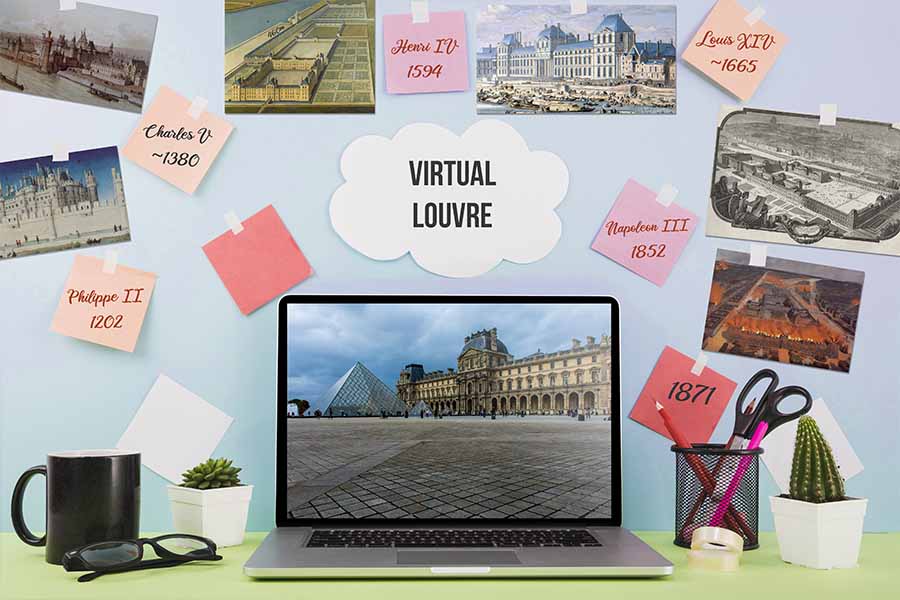 Henri IV
1594
Louis XIV
~1665
Charles V
~1380
VIRTUAL
LOUVRE
Napoleon III
1852
Philippe II
1202
1871